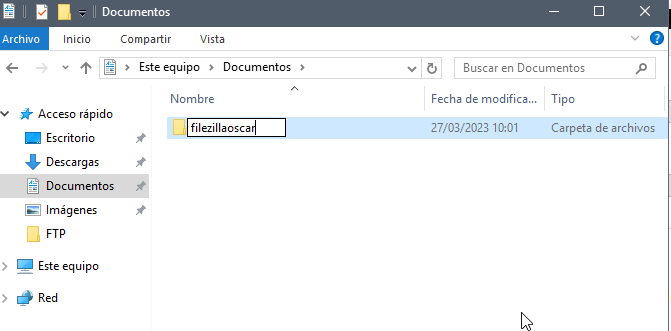 Documentos
Archivo Inicio Compartir Vista
Este equipo Documentos
Buscar en Documentos
Nombre Fecha de modifica... Tipo
filezillaoscar 27/03/2023 10:01 Carpeta de archivos
Acceso rápido
Escritorio
Descargas
Documentos
Imágenes
FTP
Este equipo
Red